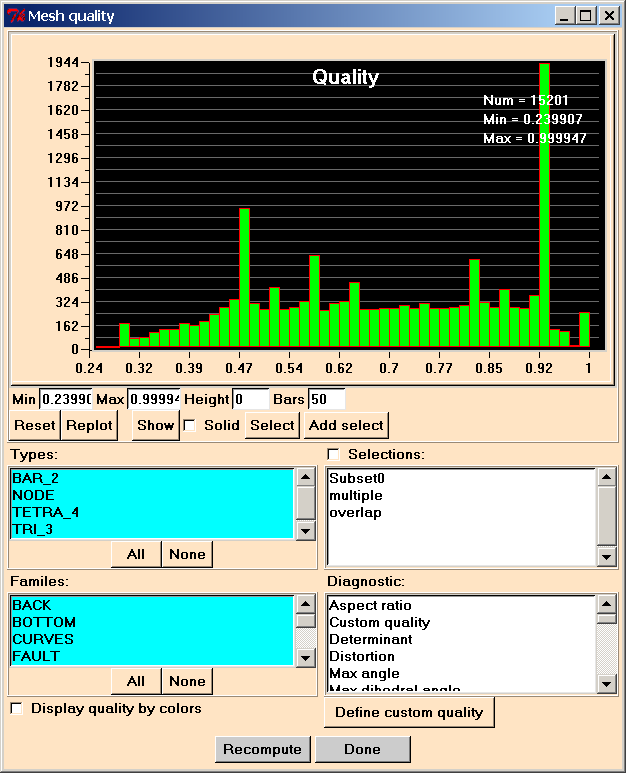 Mesh quality
Quality
Num = 15201
Min = 0.239907
Max = 0.999947
1944
1782
1620
1458
1296
1134
972
810
648
486
324
162
0
0.24 0.32 0.39 0.47 0.54 0.62 0.7 0.77 0.85 0.92 1
Min 0.23990 Max 0.99994 Height 0 Bars 50
Reset Replot Show Solid Select Add select
Types:
BAR_2
NODE
TETRA_4
TRI_3
All None
Selections:
Subset0
multiple
overlap
Familes:
BACK
BOTTOM
CURVES
FAULT
All None
Diagnostic:
Aspect ratio
Custom quality
Determinant
Distortion
Max angle
Max dihedral angle
Display quality by colors
Define custom quality
Recompute Done